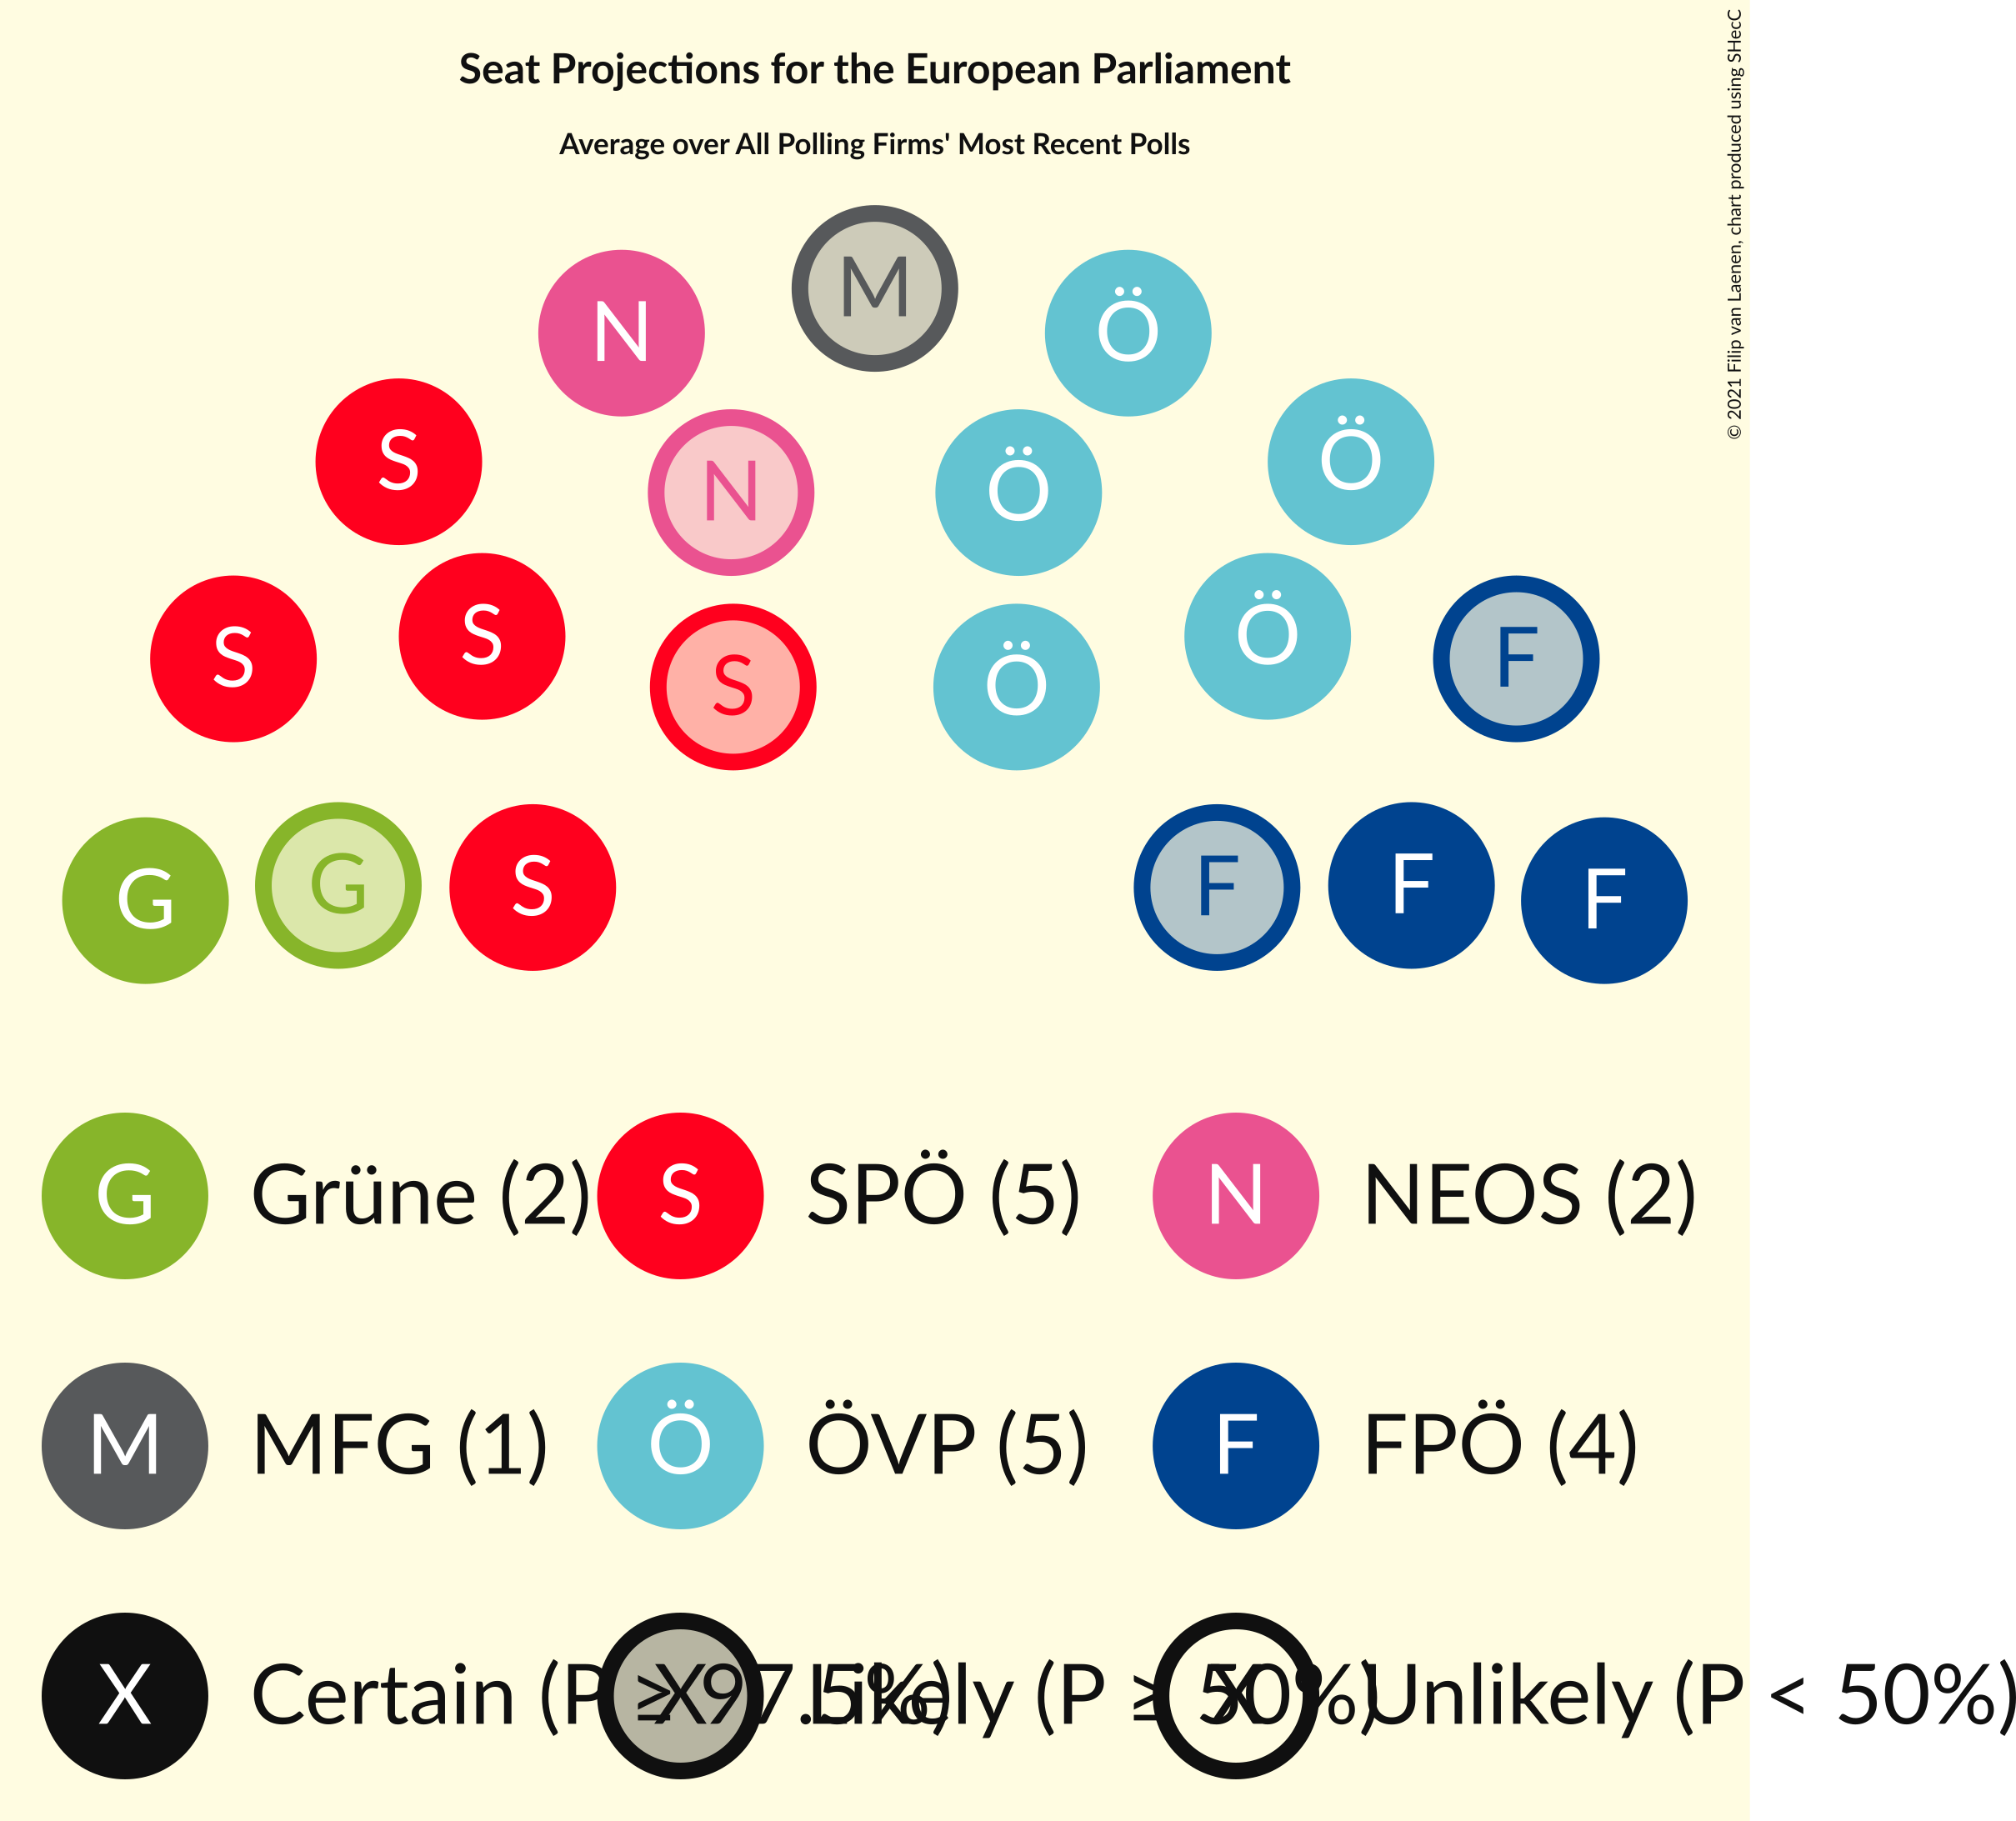 Seat Projections for the European Parliament
Average over All Polling Firms' Most Recent Polls
© 2021 Filip van Laenen, chart produced using SHecC
M
N Ö
S Ö
N Ö
S S Ö F
S Ö
G G S F F F
G Grüne (2) S SPÖ (5) N NEOS (2)
M MFG (1) Ö ÖVP (5) F FPÖ (4)
X Certain (P ≥ 97.5%) X Likely (P ≥ 50%) X Unlikely (P < 50%)